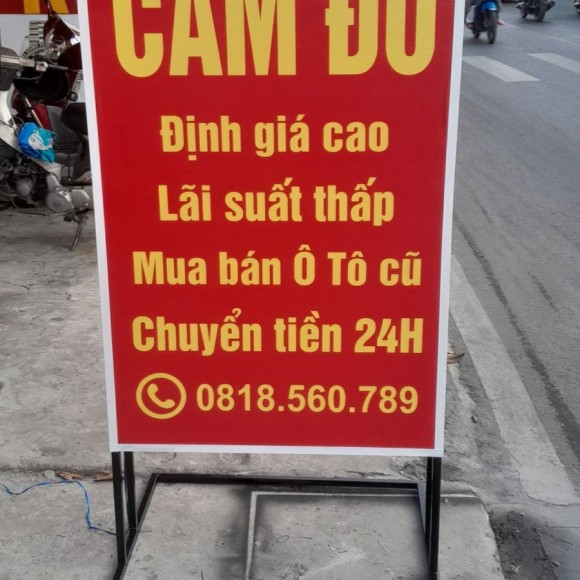 CẦM ĐỒ
Định giá cao
Lãi suất thấp
Mua bán Ô Tô cũ
Chuyển tiền 24H
0818.560.789